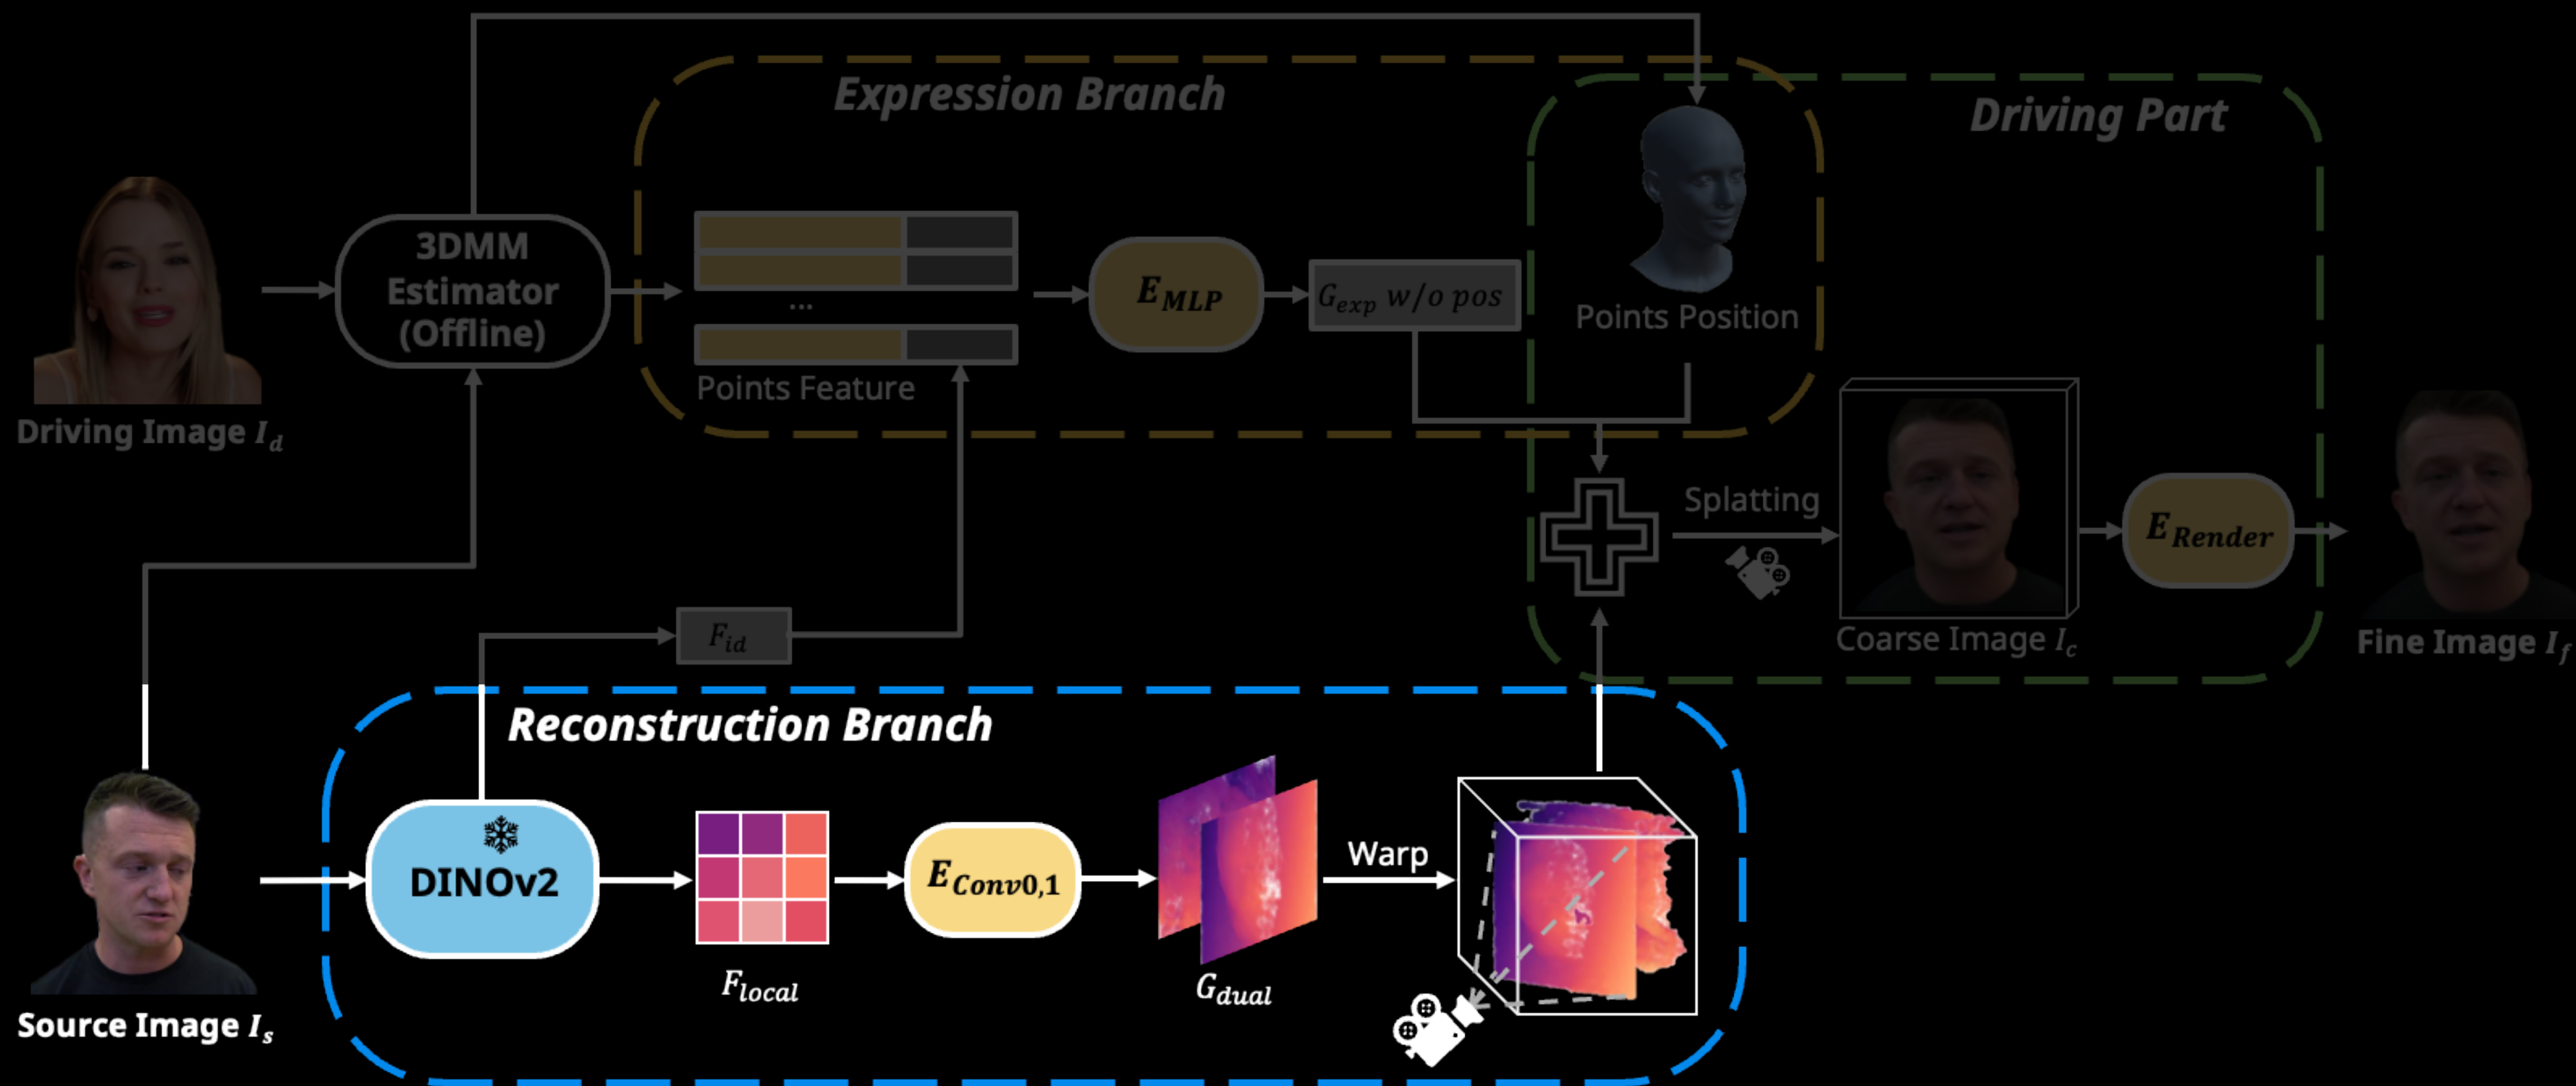 Expression Branch
Driving Part
3DMM
Estimator
(Offline)
...
Points Feature
E_MLP
G_exp w/o pos
Points Position
Driving Image I_d
Splatting
E_Render
Coarse Image I_c
Fine Image I_f
F_id
Reconstruction Branch
DINOv2
F_local
E_Conv0,1
G_dual
Warp
Source Image I_s